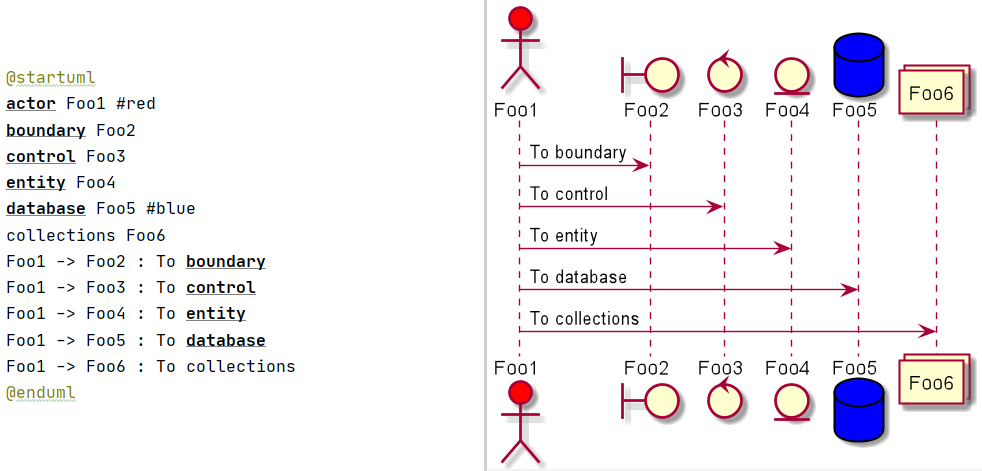 @startuml
actor Foo1 #red
boundary Foo2
control Foo3
entity Foo4
database Foo5 #blue
collections Foo6
Foo1 -> Foo2 : To boundary
Foo1 -> Foo3 : To control
Foo1 -> Foo4 : To entity
Foo1 -> Foo5 : To database
Foo1 -> Foo6 : To collections
@enduml
Foo1 Foo2 Foo3 Foo4 Foo5 Foo6
To boundary
To control
To entity
To database
To collections
Foo1 Foo2 Foo3 Foo4 Foo5 Foo6